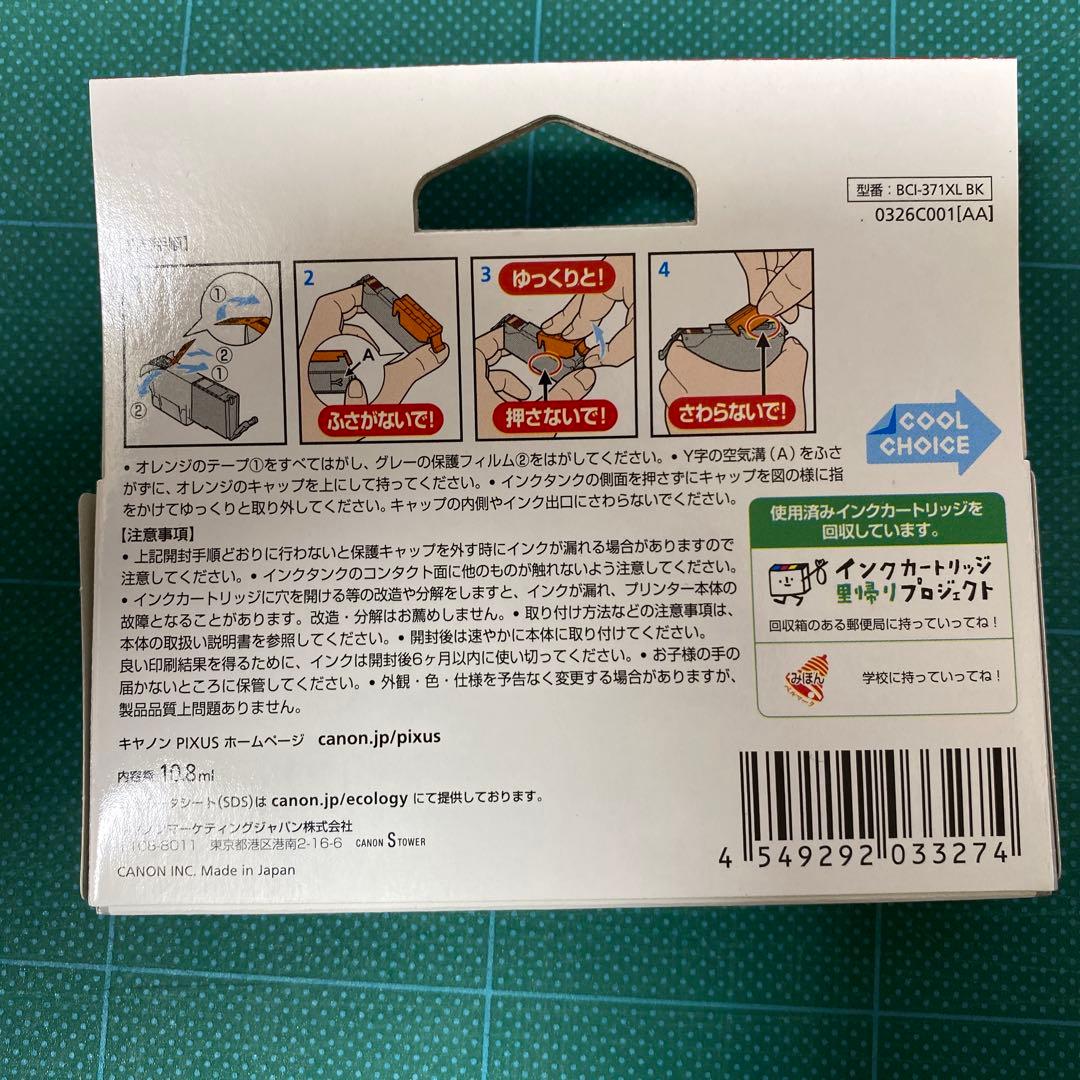 型番：BCI-371XL BK
0326C001[AA]
順】
① ② ① ②
2
A
ふさがないで!
3
ゆっくりと!
押さないで!
4
さわらないで!
COOL
CHOICE
• オレンジのテープ①をすべてはがし、グレーの保護フィルム②をはがしてください。• Y字の空気溝（A）をふさ
がずに、オレンジのキャップを上にして持ってください。• インクタンクの側面を押さずにキャップを図の様に指
をかけてゆっくりと取り外してください。キャップの内側やインク出口にさわらないでください。
【注意事項】
• 上記開封手順どおりに行わないと保護キャップを外す時にインクが漏れる場合がありますので
注意してください。• インクタンクのコンタクト面に他のものが触れないよう注意してください。
• インクカートリッジに穴を開ける等の改造や分解をしますと、インクが漏れ、プリンター本体の
故障となることがあります。改造・分解はお薦めしません。• 取り付け方法などの注意事項は、
本体の取扱い説明書を参照してください。• 開封後は速やかに本体に取り付けてください。
良い印刷結果を得るために、インクは開封後6ヶ月以内に使い切ってください。• お子様の手の
届かないところに保管してください。• 外観・色・仕様を予告なく変更する場合がありますが、
製品品質上問題ありません。
キヤノン PIXUS ホームページ canon.jp/pixus
内容量 10.8ml
タシート(SDS)は canon.jp/ecology にて提供しております。
マーケティングジャパン株式会社
108-8011 東京都港区港南2-16-6 CANON S TOWER
CANON INC. Made in Japan
使用済みインクカートリッジを
回収しています。
インクカートリッジ
里帰りプロジェクト
回収箱のある郵便局に持っていってね!
みほん
ベルマーク
学校に持っていってね!
4 549292 033274